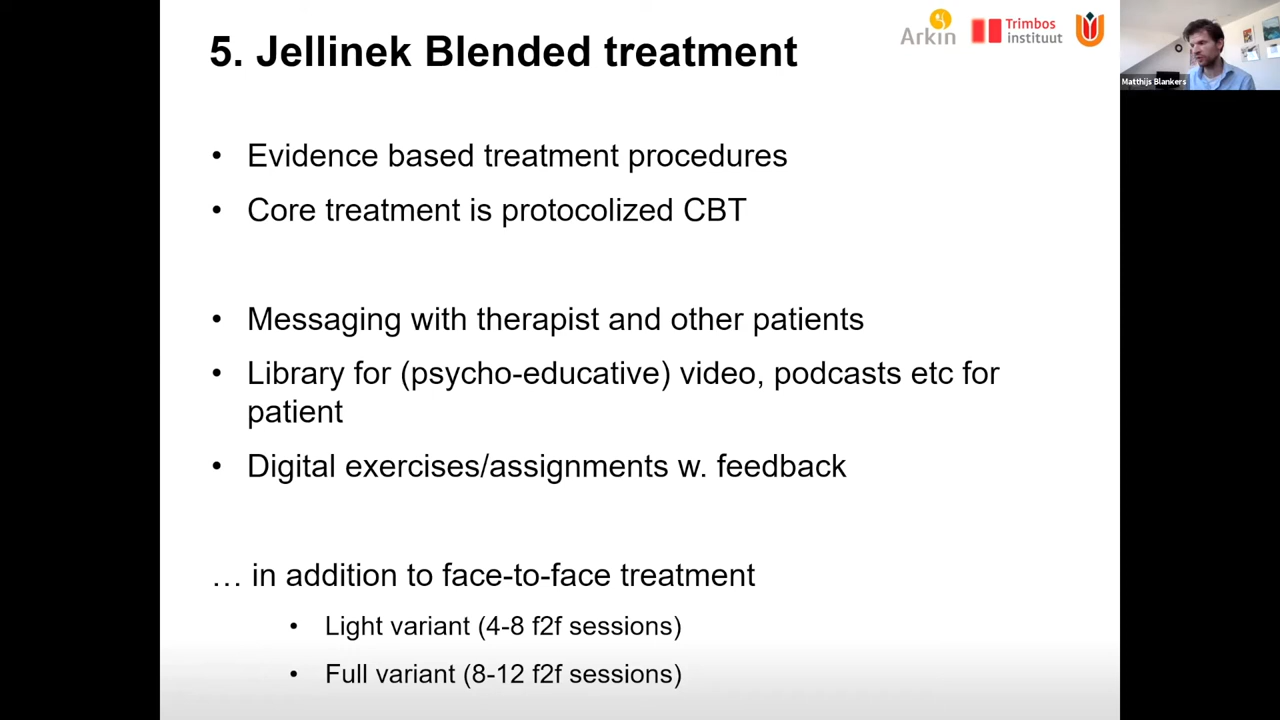 5. Jellinek Blended treatment
Arkin
Trimbos
instituut
Matthijs Blankers
• Evidence based treatment procedures
• Core treatment is protocolized CBT
• Messaging with therapist and other patients
• Library for (psycho-educative) video, podcasts etc for
patient
• Digital exercises/assignments w. feedback
… in addition to face-to-face treatment
• Light variant (4-8 f2f sessions)
• Full variant (8-12 f2f sessions)